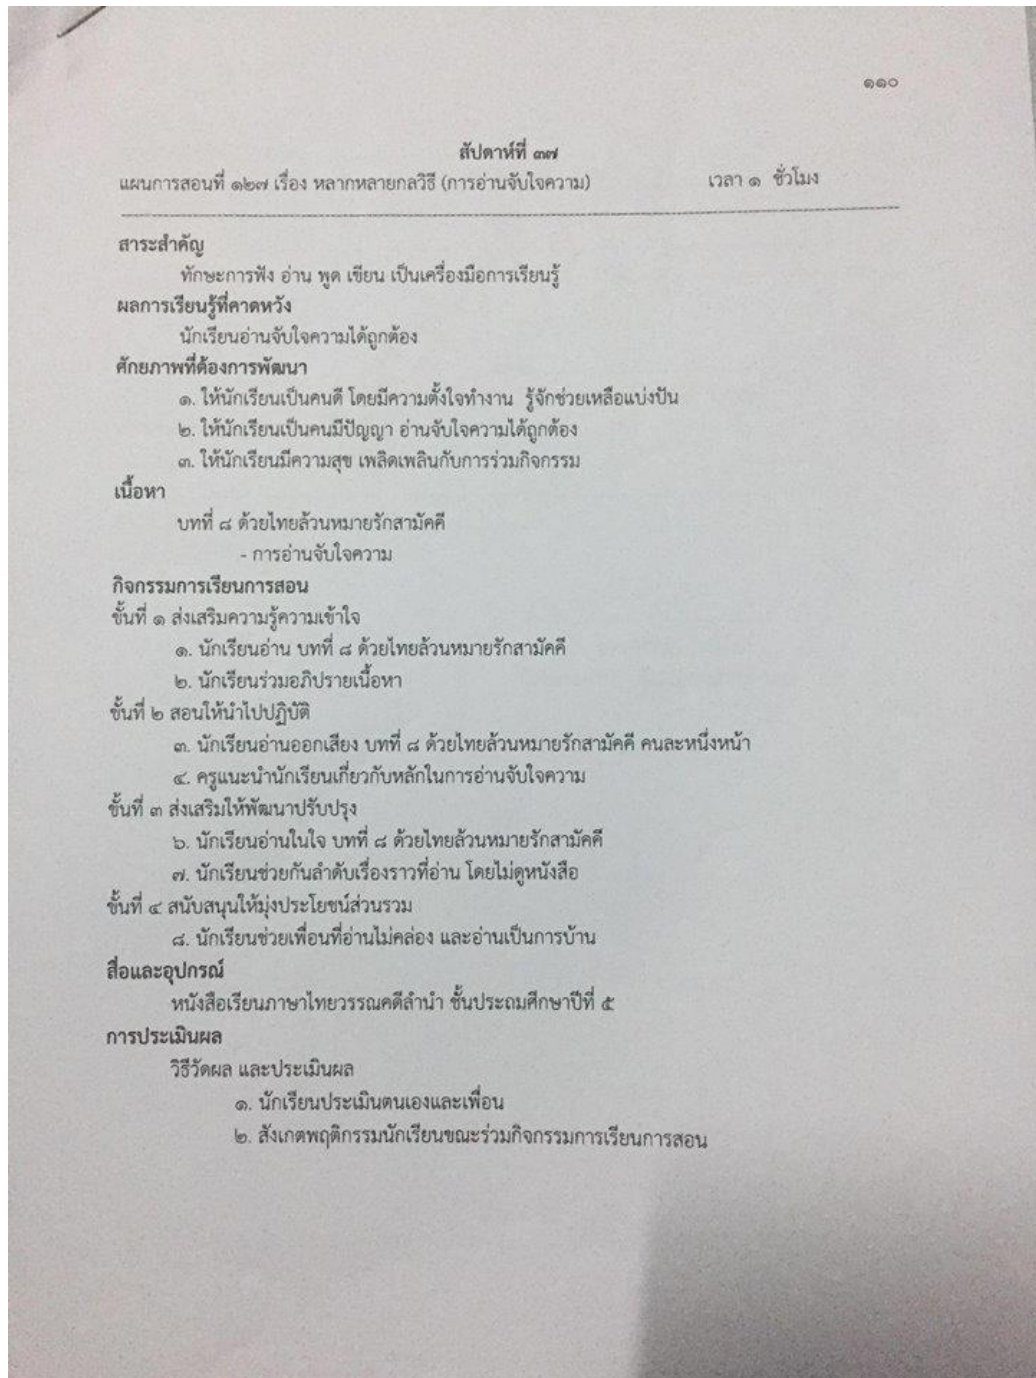 ๑๑๐
สัปดาห์ที่ ๓๗
แผนการสอนที่ ๑๒๗ เรื่อง หลากหลายกลวิธี (การอ่านจับใจความ) เวลา ๑ ชั่วโมง
สาระสำคัญ
ทักษะการฟัง อ่าน พูด เขียน เป็นเครื่องมือการเรียนรู้
ผลการเรียนรู้ที่คาดหวัง
นักเรียนอ่านจับใจความได้ถูกต้อง
ศักยภาพที่ต้องการพัฒนา
๑. ให้นักเรียนเป็นคนดี โดยมีความตั้งใจทำงาน รู้จักช่วยเหลือแบ่งปัน
๒. ให้นักเรียนเป็นคนมีปัญญา อ่านจับใจความได้ถูกต้อง
๓. ให้นักเรียนมีความสุข เพลิดเพลินกับการร่วมกิจกรรม
เนื้อหา
บทที่ ๘ ด้วยไทยล้วนหมายรักสามัคคี
- การอ่านจับใจความ
กิจกรรมการเรียนการสอน
ขั้นที่ ๑ ส่งเสริมความรู้ความเข้าใจ
๑. นักเรียนอ่าน บทที่ ๘ ด้วยไทยล้วนหมายรักสามัคคี
๒. นักเรียนร่วมอภิปรายเนื้อหา
ขั้นที่ ๒ สอนให้นำไปปฏิบัติ
๓. นักเรียนอ่านออกเสียง บทที่ ๘ ด้วยไทยล้วนหมายรักสามัคคี คนละหนึ่งหน้า
๔. ครูแนะนำนักเรียนเกี่ยวกับหลักในการอ่านจับใจความ
ขั้นที่ ๓ ส่งเสริมให้พัฒนาปรับปรุง
๖. นักเรียนอ่านในใจ บทที่ ๘ ด้วยไทยล้วนหมายรักสามัคคี
๗. นักเรียนช่วยกันลำดับเรื่องราวที่อ่าน โดยไม่ดูหนังสือ
ขั้นที่ ๔ สนับสนุนให้มุ่งประโยชน์ส่วนรวม
๘. นักเรียนช่วยเพื่อนที่อ่านไม่คล่อง และอ่านเป็นการบ้าน
สื่อและอุปกรณ์
หนังสือเรียนภาษาไทยวรรณคดีลำนำ ชั้นประถมศึกษาปีที่ ๕
การประเมินผล
วิธีวัดผล และประเมินผล
๑. นักเรียนประเมินตนเองและเพื่อน
๒. สังเกตพฤติกรรมนักเรียนขณะร่วมกิจกรรมการเรียนการสอน